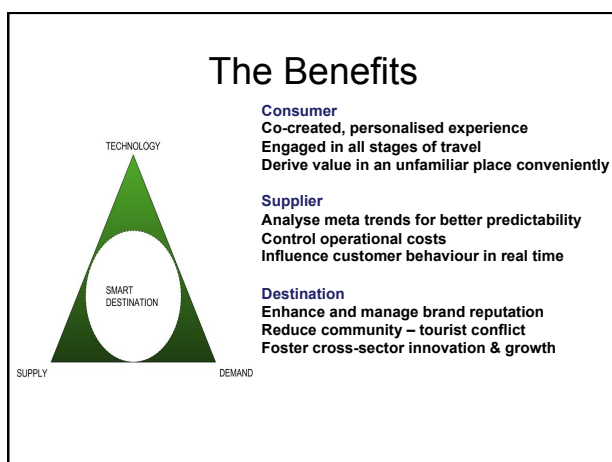 The Benefits
TECHNOLOGY
SMART
DESTINATION
SUPPLY
DEMAND
Consumer
Co-created, personalised experience
Engaged in all stages of travel
Derive value in an unfamiliar place conveniently
Supplier
Analyse meta trends for better predictability
Control operational costs
Influence customer behaviour in real time
Destination
Enhance and manage brand reputation
Reduce community – tourist conflict
Foster cross-sector innovation & growth